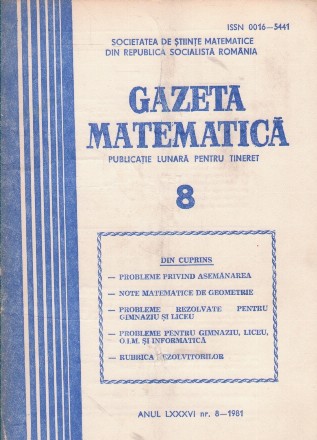 ISSN 0016—5441
SOCIETATEA DE ȘTIINȚE MATEMATICE
DIN REPUBLICA SOCIALISTĂ ROMÂNIA
GAZETA
MATEMATICĂ
PUBLICAȚIE LUNARĂ PENTRU TINERET
8
DIN CUPRINS
— PROBLEME PRIVIND ASEMĂNAREA
— NOTE MATEMATICE DE GEOMETRIE
— PROBLEME REZOLVATE PENTRU
GIMNAZIU ȘI LICEU
— PROBLEME PENTRU GIMNAZIU, LICEU,
O.I.M. ȘI INFORMATICĂ
— RUBRICA REZOLVITORILOR
ANUL LXXXVI nr. 8—1981